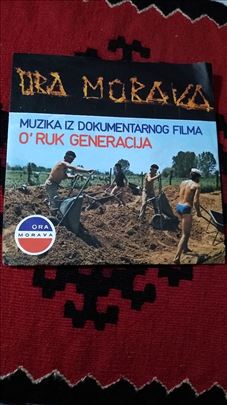 ORA MORAVA
MUZIKA IZ DOKUMENTARNOG FILMA
O' RUK GENERACIJA
ORA
MORAVA